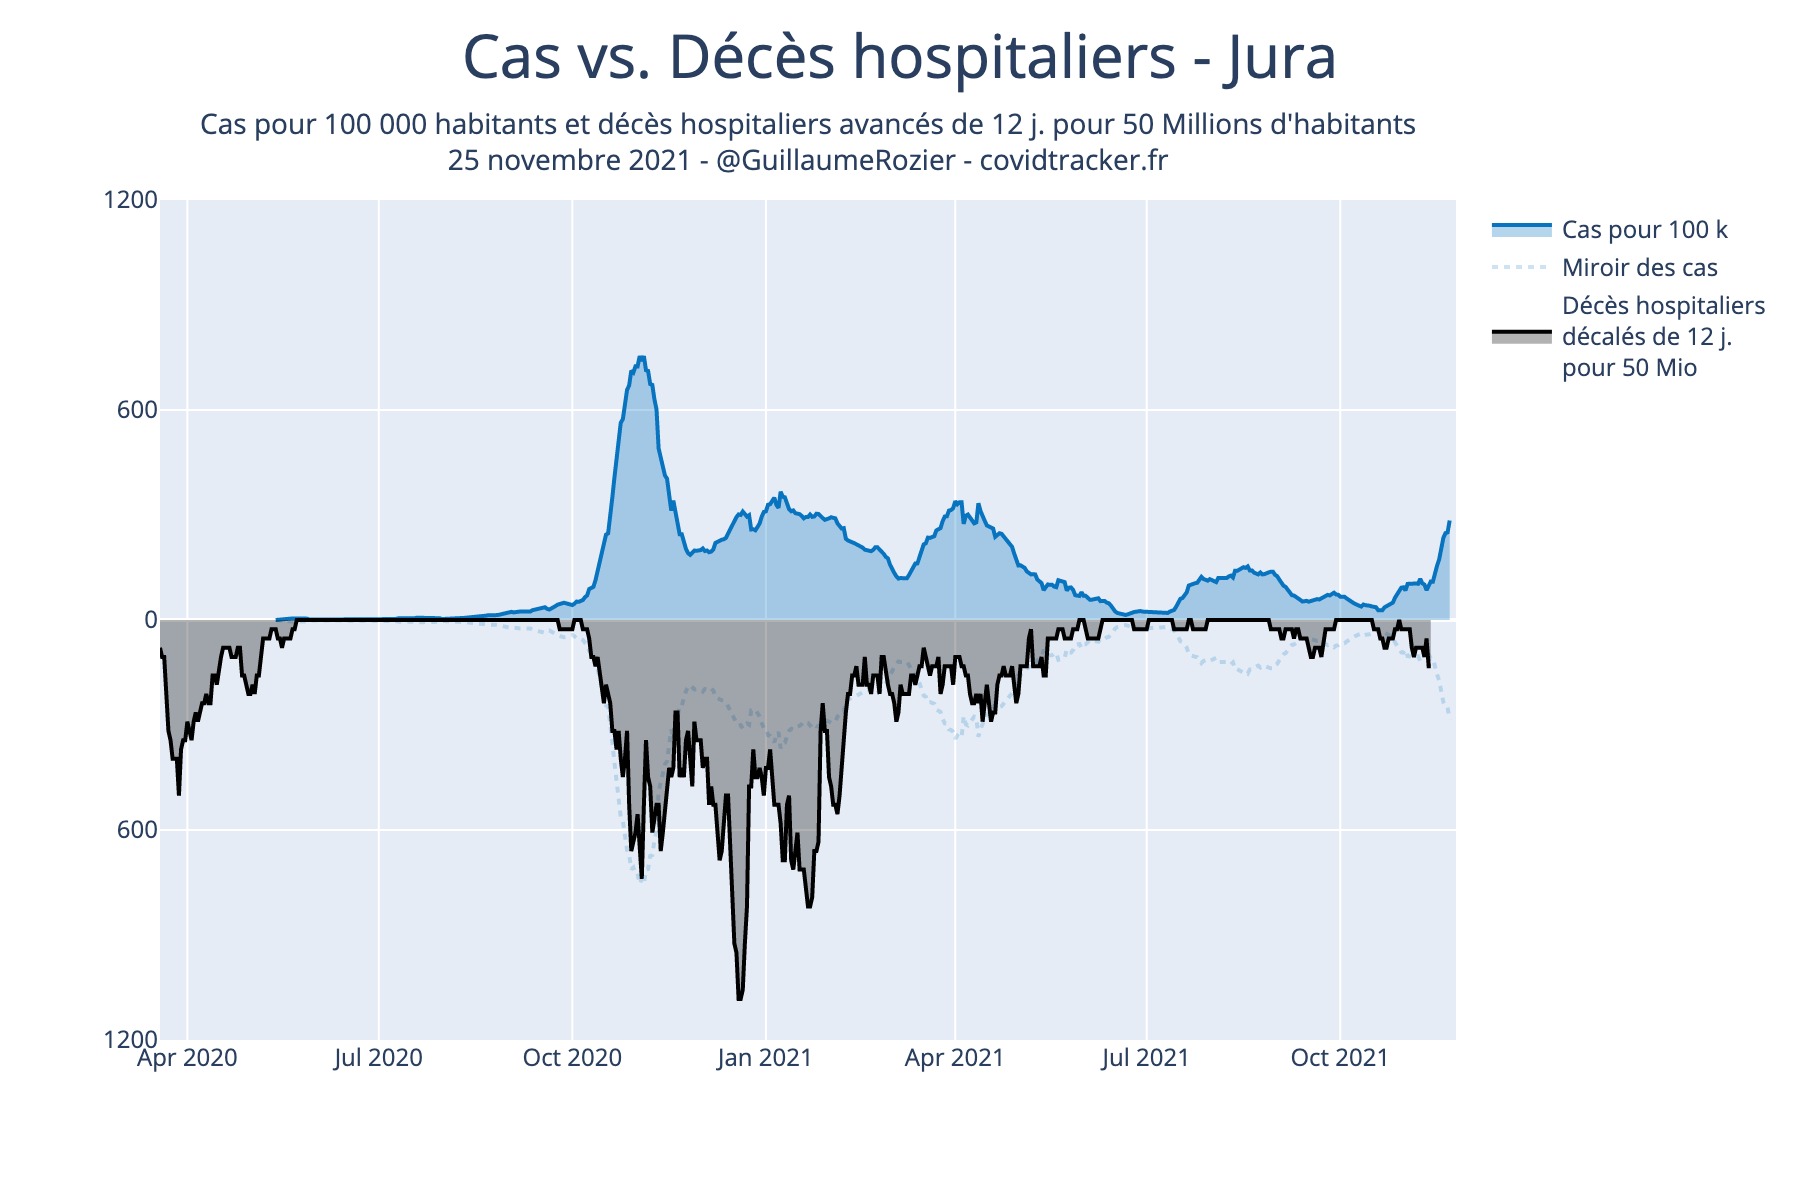 Cas vs. Décès hospitaliers - Jura
Cas pour 100 000 habitants et décès hospitaliers avancés de 12 j. pour 50 Millions d'habitants
25 novembre 2021 - @GuillaumeRozier - covidtracker.fr
1200
600
0
600
1200
Apr 2020
Jul 2020
Oct 2020
Jan 2021
Apr 2021
Jul 2021
Oct 2021
Cas pour 100 k
Miroir des cas
Décès hospitaliers
décalés de 12 j.
pour 50 Mio